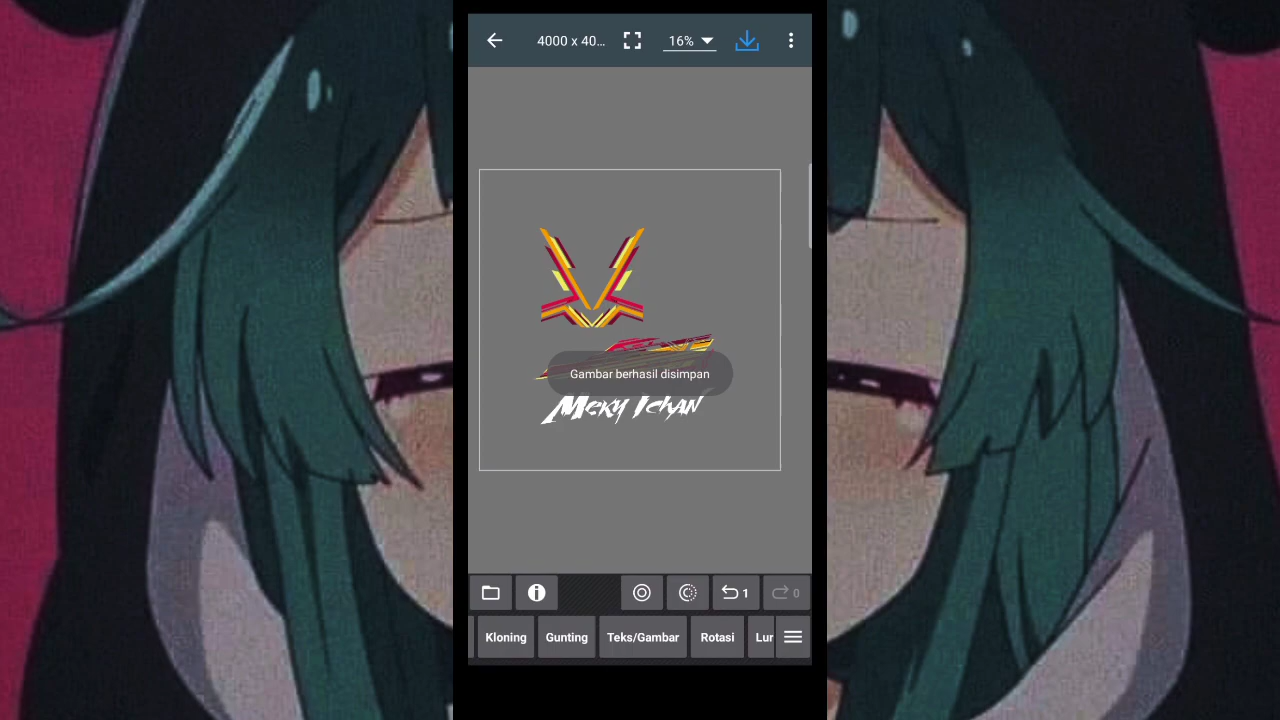 4000 x 40...
16%
Gambar berhasil disimpan
Meky Ichan
1
0
Kloning
Gunting
Teks/Gambar
Rotasi
Lur